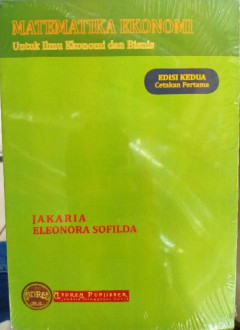 MATEMATIKA EKONOMI
Untuk Ilmu Ekonomi dan Bisnis
EDISI KEDUA
Cetakan Pertama
JAKARIA
ELEONORA SOFILDA